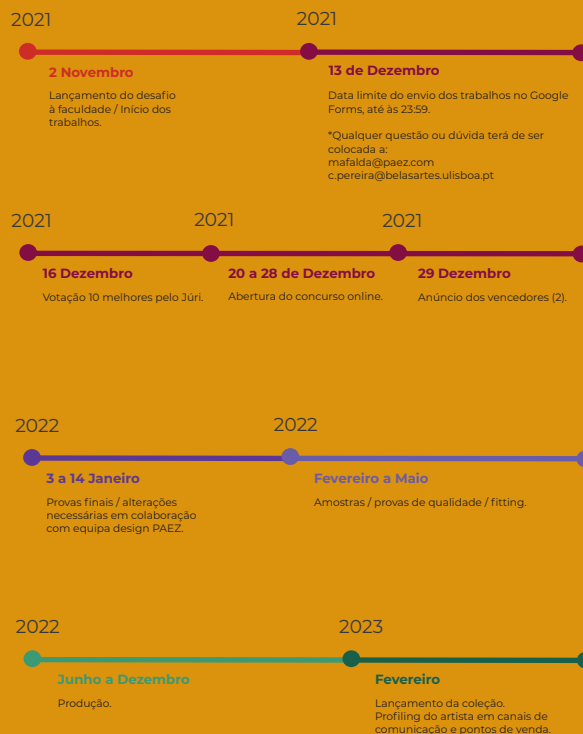 2021
2 Novembro
Lançamento do desafio
à faculdade / Início dos
trabalhos.
2021
13 de Dezembro
Data limite do envio dos trabalhos no Google
Forms, até às 23:59.
*Qualquer questão ou dúvida terá de ser
colocada a:
mafalda@paez.com
c.pereira@belasartes.ulisboa.pt
2021
16 Dezembro
Votação 10 melhores pelo Júri.
2021
20 a 28 de Dezembro
Abertura do concurso online.
2021
29 Dezembro
Anúncio dos vencedores (2).
2022
3 a 14 Janeiro
Provas finais / alterações
necessárias em colaboração
com equipa design PAEZ.
2022
Fevereiro a Maio
Amostras / provas de qualidade / fitting.
2022
Junho a Dezembro
Produção.
2023
Fevereiro
Lançamento da coleção.
Profiling do artista em canais de
comunicação e pontos de venda.